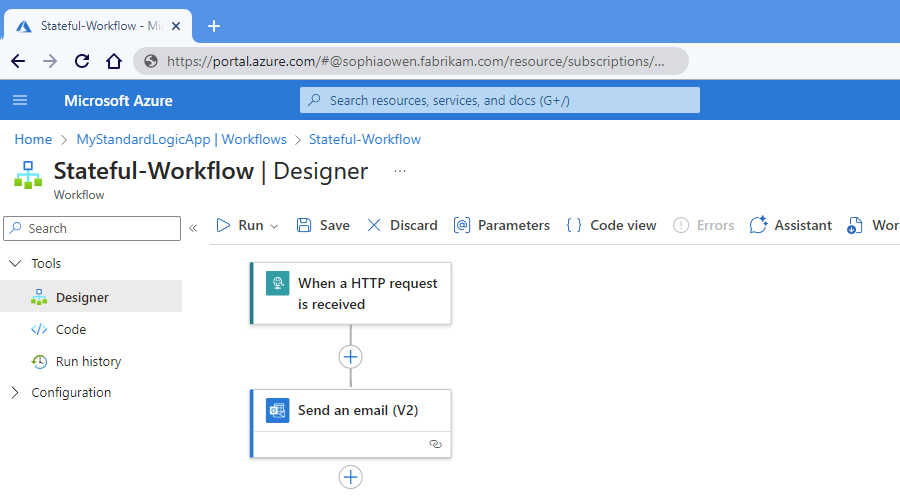 Stateful-Workflow - Mi
https://portal.azure.com/#@sophiaowen.fabrikam.com/resource/subscriptions/...
Microsoft Azure
Search resources, services, and docs (G+/)
Home > MyStandardLogicApp | Workflows > Stateful-Workflow
Stateful-Workflow | Designer ...
Workflow
Search «
Run Save Discard Parameters Code view Errors Assistant Wor
Tools
Designer
Code
Run history
Configuration
When a HTTP request
is received
Send an email (V2)